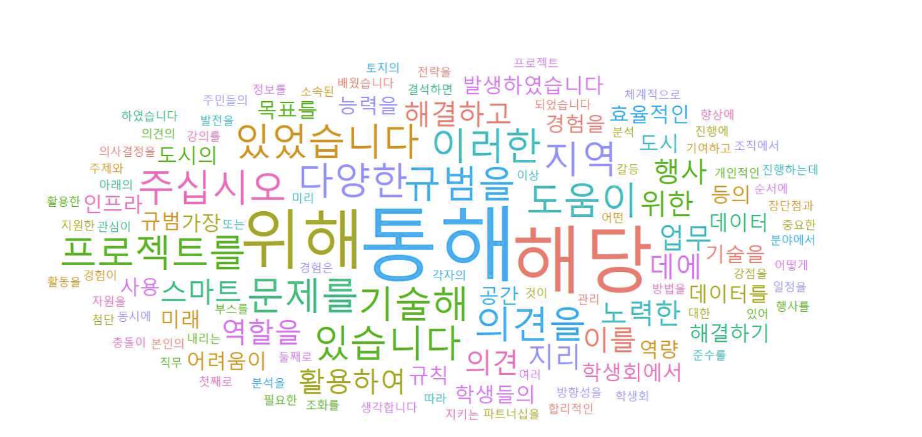 프로젝트
토지의 전략을
배웠습니다 결석하면 발생하였습니다
정보를 소속된 체계적으로
주민들의 목표를 능력을 해결하고 되었습니다 효율적인 향상에
하였습니다 발전을 경험을
의견의 강의를 있었습니다 이러한 분석 도시 진행에
의사결정을 도시의 지역 기여하고 조직에서
주제와 다양한 규범을 이상 갈등 행사 개인적인 진행하는데
아래의 주십시오 미리 도움이 위한 등의 순서에
활용한 인프라 장단점과
지원한 관심이 규범 가장 또는 위해 통해 해당 어떤 업무 데이터 중요한
프로젝트를 분야에서
경험은 각자의 데에 기술을
활동을 경험이 강점을 어떻게
사용 스마트 문제를 기술해 공간 것이 관리 방법을 데이터를 일정을
자원을 부스를 의견을 노력한 대한 있어 행사를
첨단 동시에 미래 역할을
충돌이 본인의 내리는 있습니다 이를 해결하기
직무 어려움이 둘째로 의견 지리 역량 준수를
첫째로 분석을 활용하여 규칙 여러 학생회에서
필요한 조화를 따라 학생들의 방향성을 학생회
생각합니다 지키는 파트너십을 합리적인